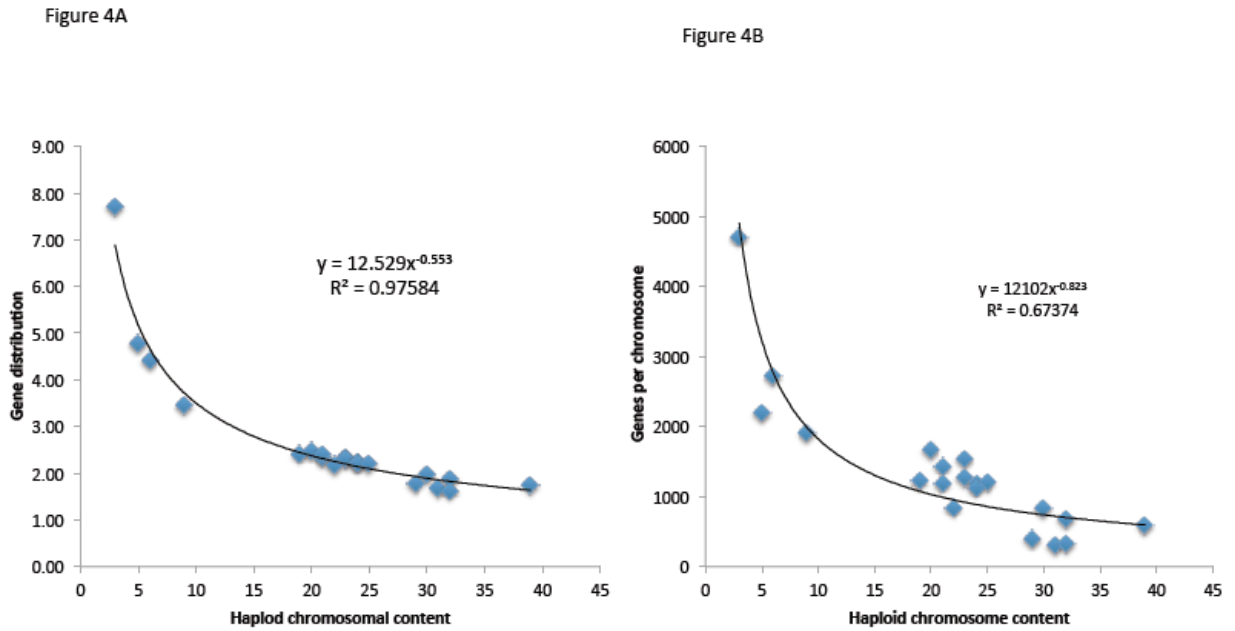 Figure 4A
Figure 4B
9.00
8.00
7.00
6.00
5.00
4.00
3.00
2.00
1.00
0.00
Gene distribution
y = 12.529x^-0.553
R² = 0.97584
0 5 10 15 20 25 30 35 40 45
Haplod chromosomal content
6000
5000
4000
3000
2000
1000
0
Genes per chromosome
y = 12102x^-0.823
R² = 0.67374
0 5 10 15 20 25 30 35 40 45
Haploid chromosome content